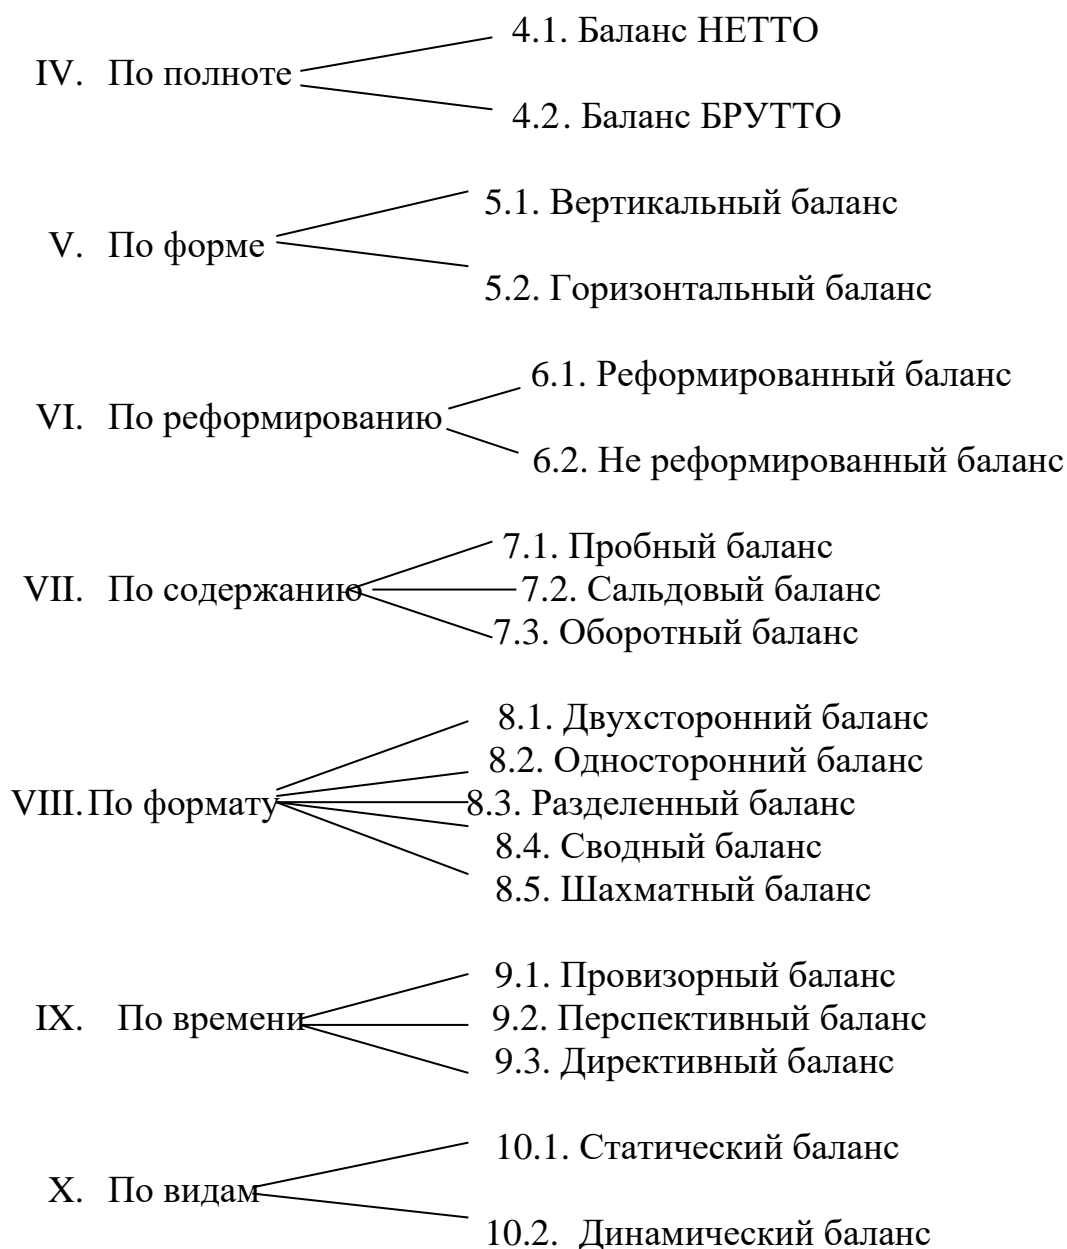 4.1. Баланс НЕТТО
IV. По полноте
4.2. Баланс БРУТТО
5.1. Вертикальный баланс
V. По форме
5.2. Горизонтальный баланс
6.1. Реформированный баланс
VI. По реформированию
6.2. Не реформированный баланс
7.1. Пробный баланс
VII. По содержанию 7.2. Сальдовый баланс
7.3. Оборотный баланс
8.1. Двухсторонний баланс
8.2. Односторонний баланс
VIII. По формату 8.3. Разделенный баланс
8.4. Сводный баланс
8.5. Шахматный баланс
9.1. Провизорный баланс
IX. По времени 9.2. Перспективный баланс
9.3. Директивный баланс
10.1. Статический баланс
X. По видам
10.2. Динамический баланс